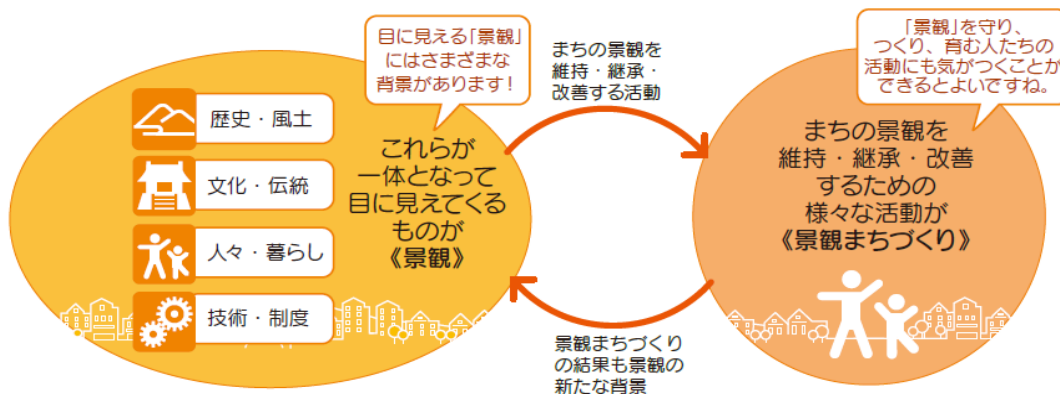 目に見える「景観」
にはさまざまな
背景があります！
歴史・風土
文化・伝統
人々・暮らし
技術・制度
これらが
一体となって
目に見えてくる
ものが
《景観》
まちの景観を
維持・継承・
改善する活動
景観まちづくり
の結果も景観の
新たな背景
「景観」を守り、
つくり、育む人たちの
活動にも気がつくことが
できるとよいですね。
まちの景観を
維持・継承・改善
するための
様々な活動が
《景観まちづくり》